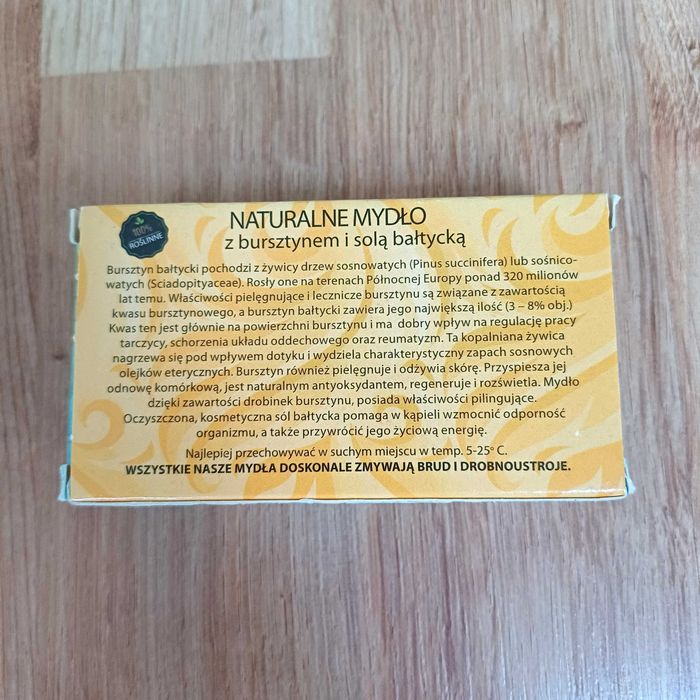 100%
ROŚLINNE
NATURALNE MYDŁO
z bursztynem i solą bałtycką
Bursztyn bałtycki pochodzi z żywicy drzew sosnowatych (Pinus succinifera) lub sośnico-
watych (Sciadopityaceae). Rosły one na terenach Północnej Europy ponad 320 milionów
lat temu. Właściwości pielęgnujące i lecznicze bursztynu są związane z zawartością
kwasu bursztynowego, a bursztyn bałtycki zawiera jego największą ilość (3 – 8% obj.)
Kwas ten jest głównie na powierzchni bursztynu i ma dobry wpływ na regulację pracy
tarczycy, schorzenia układu oddechowego oraz reumatyzm. Ta kopalniana żywica
nagrzewa się pod wpływem dotyku i wydziela charakterystyczny zapach sosnowych
olejków eterycznych. Bursztyn również pielęgnuje i odżywia skórę. Przyspiesza jej
odnowę komórkową, jest naturalnym antyoksydantem, regeneruje i rozświetla. Mydło
dzięki zawartości drobinek bursztynu, posiada właściwości pilingujące.
Oczyszczona, kosmetyczna sól bałtycka pomaga w kąpieli wzmocnić odporność
organizmu, a także przywrócić jego życiową energię.
Najlepiej przechowywać w suchym miejscu w temp. 5-25° C.
WSZYSTKIE NASZE MYDŁA DOSKONALE ZMYWAJĄ BRUD I DROBNOUSTROJE.